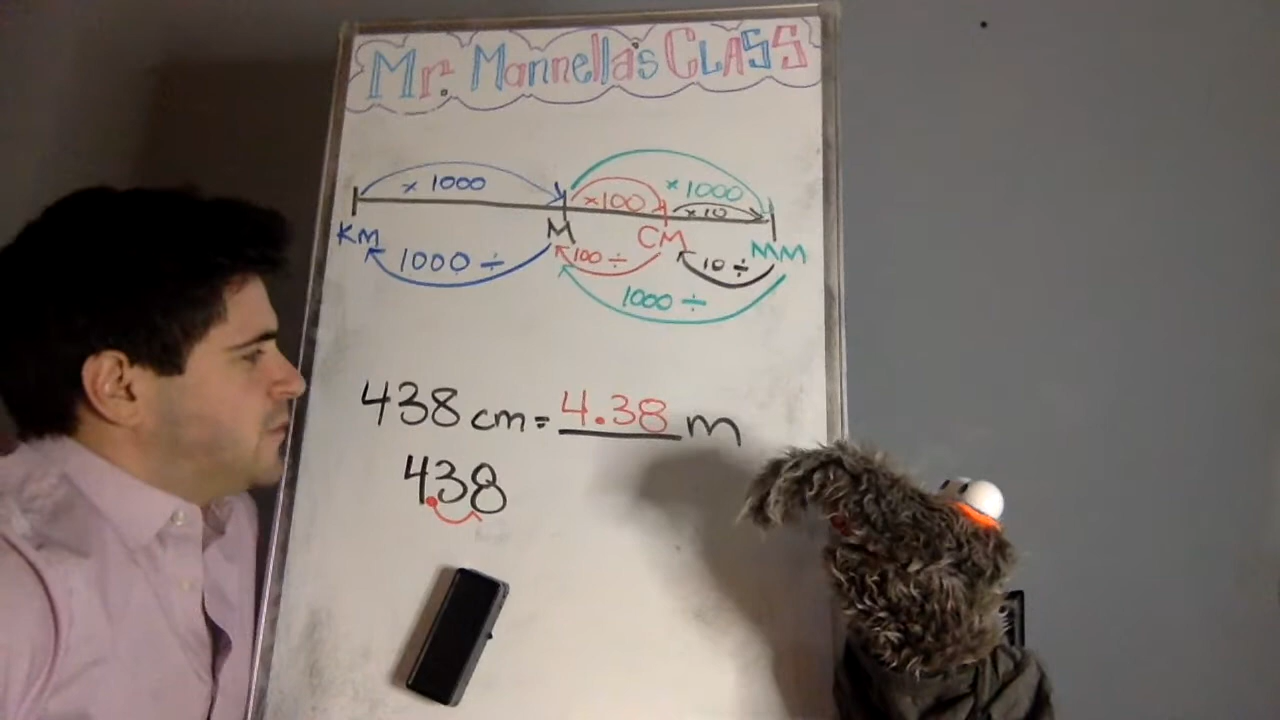 Mr. Mannella's CLASS
× 1000 ×100 ×1000 ×10
KM M CM MM
1000 ÷ 100 ÷ 10 ÷
1000 ÷
438 cm = 4.38 m
438